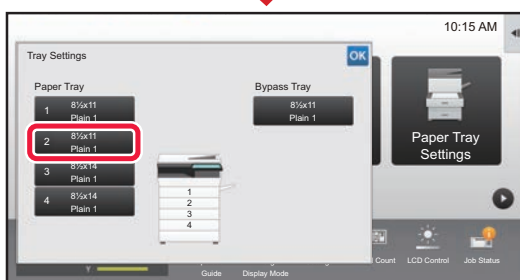 10:15 AM
Tray Settings
OK
Paper Tray
Bypass Tray
1
8½x11
Plain 1
8½x11
Plain 1
2
8½x11
Plain 1
3
8½x14
Plain 1
4
8½x14
Plain 1
1
2
3
4
Paper Tray
Settings
Count
LCD Control
Job Status
Y
Guide
Display Mode